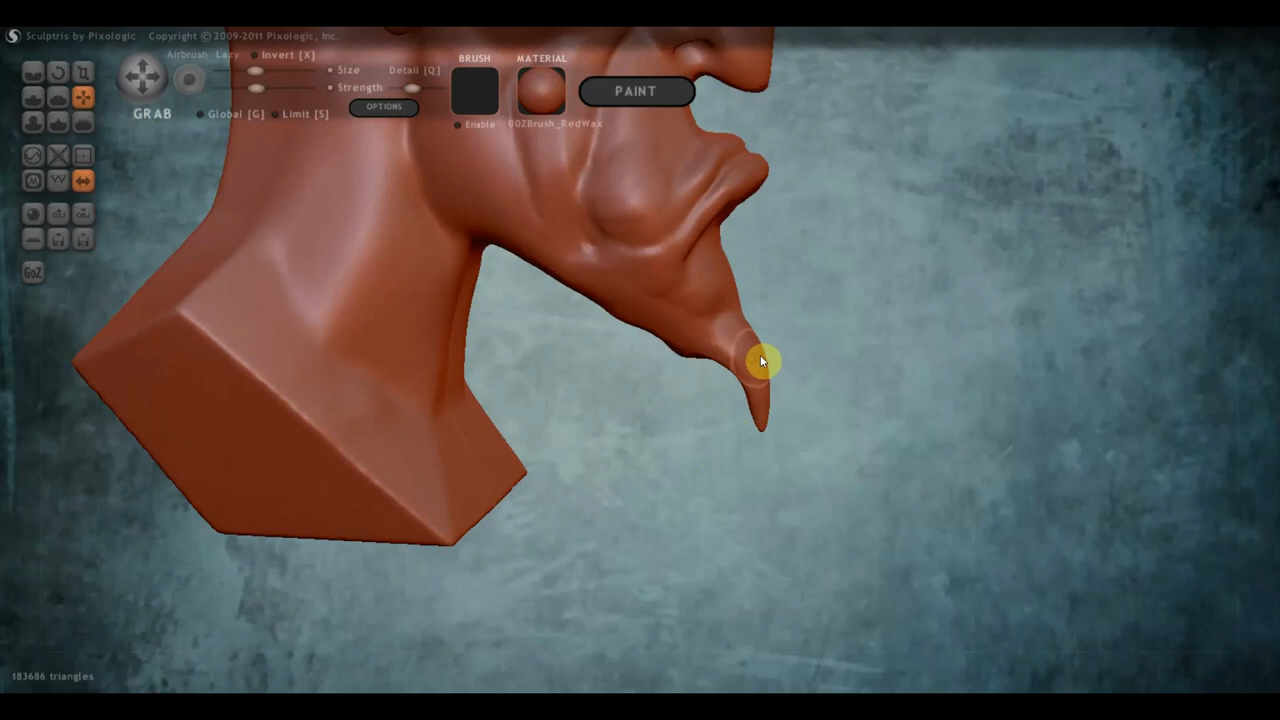 Sculptris by Pixologic Copyright © 2009-2011 Pixologic, Inc.
Airbrush Lazy Invert [X]
Size Detail [Q]
Strength
OPTIONS
GRAB Global [G] Limit [S]
BRUSH
Enable
MATERIAL
00ZBrush_RedWax
PAINT
GoZ
183686 triangles